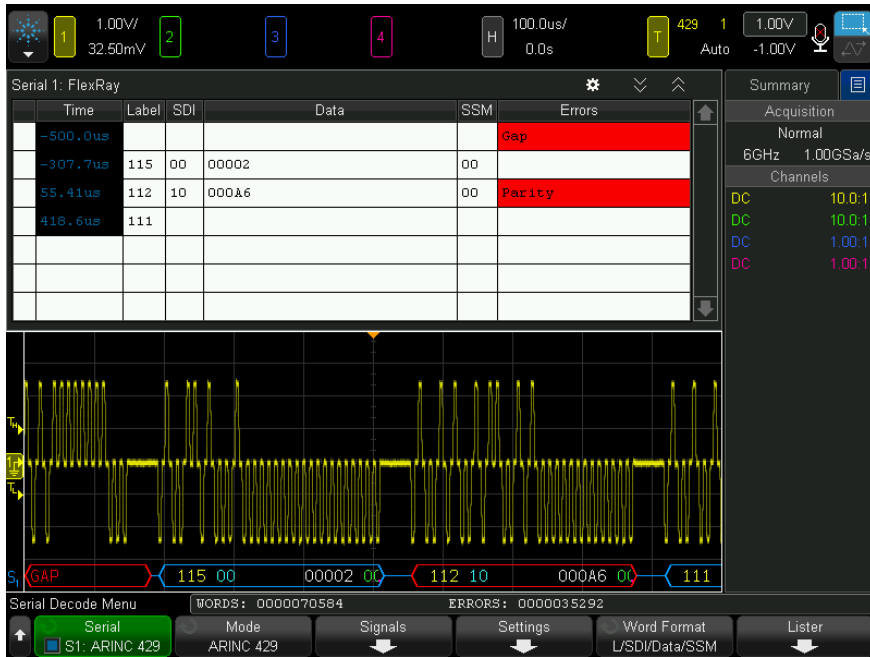 1 1.00V/ 2 3 4 H 100.0us/ T 429 1 1.00V
32.50mV 0.0s Auto -1.00V
Serial 1: FlexRay Summary
Time Label SDI Data SSM Errors Acquisition
-500.0us Gap Normal
-307.7us 115 00 00002 00 6GHz 1.00GSa/s
55.41us 112 10 000A6 00 Parity Channels
418.6us 111 DC 10.0:1
DC 10.0:1
DC 1.00:1
DC 1.00:1
TH
1
TL
S1 GAP 115 00 00002 00 112 10 000A6 00 111
Serial Decode Menu WORDS: 0000070584 ERRORS: 0000035292
Serial Mode Signals Settings Word Format Lister
S1: ARINC 429 ARINC 429 L/SDI/Data/SSM